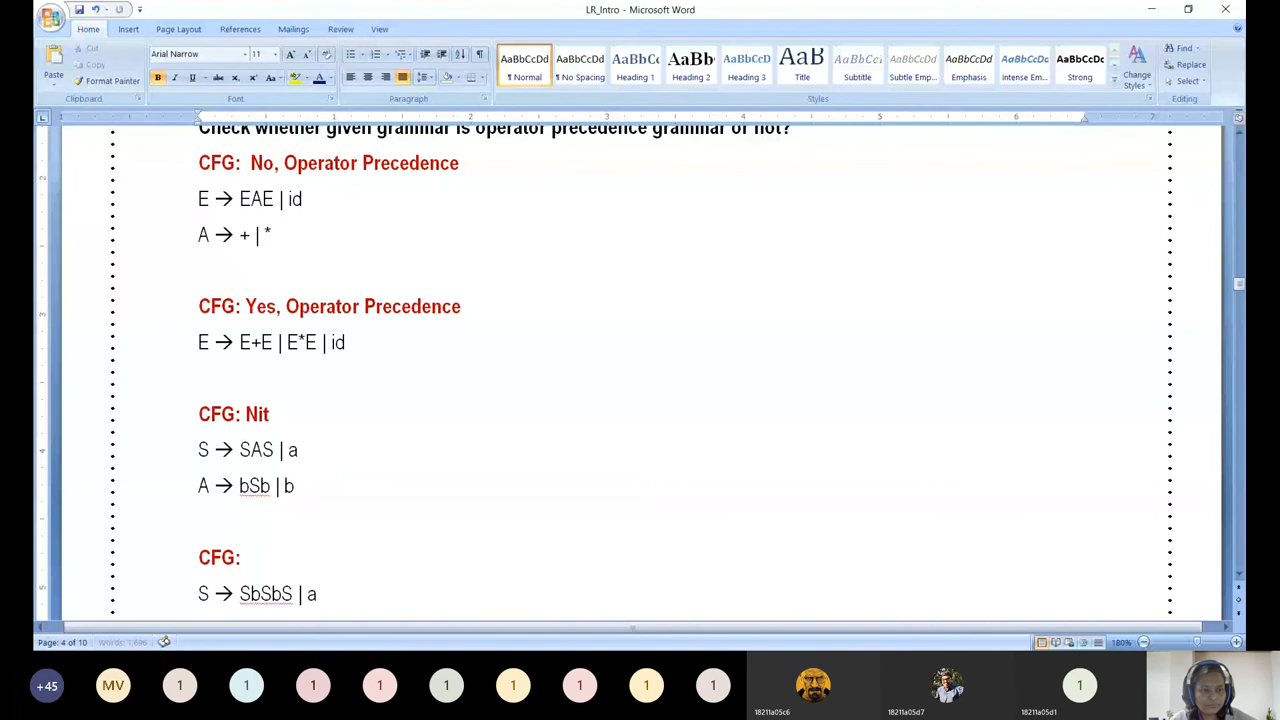 LR_Intro - Microsoft Word
Home Insert Page Layout References Mailings Review View
Paste
Cut
Copy
Format Painter
Clipboard
Arial Narrow 11
Font
Paragraph
AaBbCcDd AaBbCcDd AaBbCc AaBb AaBbCcD AaB AaBbCcI AaBbCcDd AaBbCcDd AaBbCcDd AaBbCcDd
¶ Normal ¶ No Spacing Heading 1 Heading 2 Heading 3 Title Subtitle Subtle Emp... Emphasis Intense Em... Strong
Styles
Change Styles
Find
Replace
Select
Editing
Check whether given grammar is operator precedence grammar or not?
CFG: No, Operator Precedence
E → EAE | id
A → + | *
CFG: Yes, Operator Precedence
E → E+E | E*E | id
CFG: Nit
S → SAS | a
A → bSb | b
CFG:
S → SbSbS | a
Page: 4 of 10
180%
+45 MV 1 1 1 1 1 1 1 1 1 1
18211a05c6 18211a05d7 18211a05d1